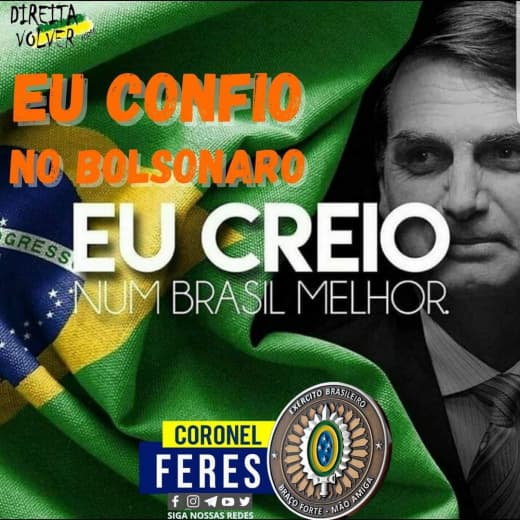 DIREITA
VOLVER
EU CONFIO
NO BOLSONARO
EU CREIO
NUM BRASIL MELHOR.
OGRESS
CORONEL
FERES
SIGA NOSSAS REDES
EXÉRCITO BRASILEIRO
BRAÇO FORTE - MÃO AMIGA